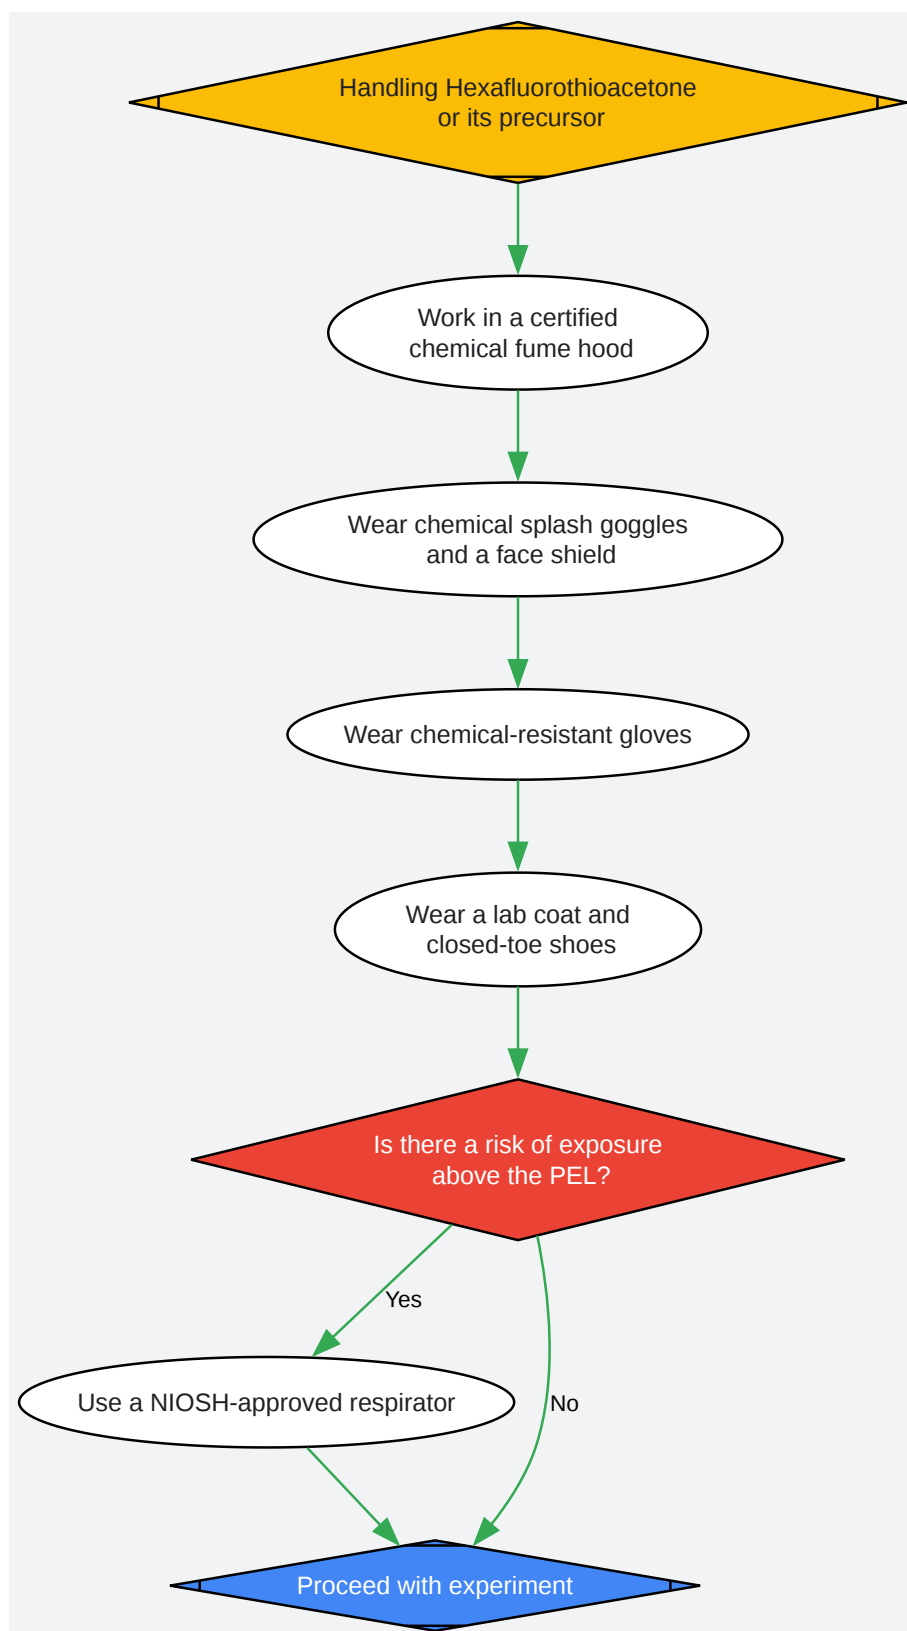 Handling Hexafluorothioacetone
or its precursor
Work in a certified
chemical fume hood
Wear chemical splash goggles
and a face shield
Wear chemical-resistant gloves
Wear a lab coat and
closed-toe shoes
Is there a risk of exposure
above the PEL?
Yes
Use a NIOSH-approved respirator
No
Proceed with experiment